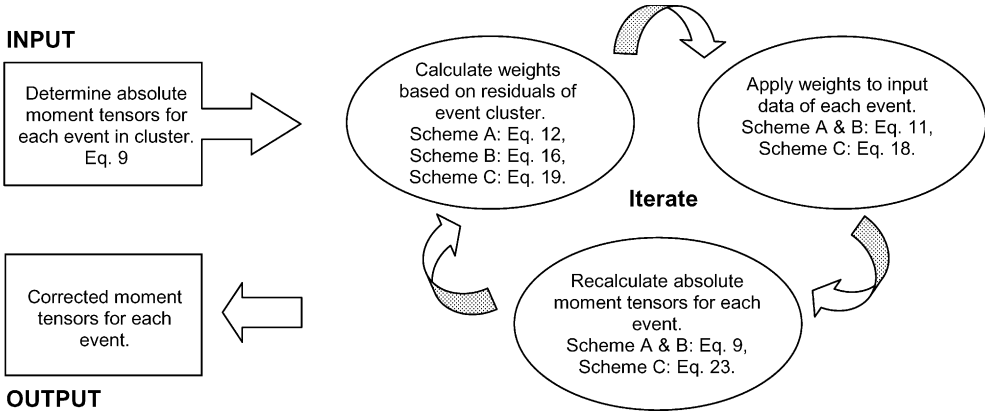 INPUT
Determine absolute
moment tensors for
each event in cluster.
Eq. 9
Calculate weights
based on residuals of
event cluster.
Scheme A: Eq. 12,
Scheme B: Eq. 16,
Scheme C: Eq. 19.
Apply weights to input
data of each event.
Scheme A & B: Eq. 11,
Scheme C: Eq. 18.
Iterate
Recalculate absolute
moment tensors for each
event.
Scheme A & B: Eq. 9,
Scheme C: Eq. 23.
Corrected moment
tensors for each
event.
OUTPUT